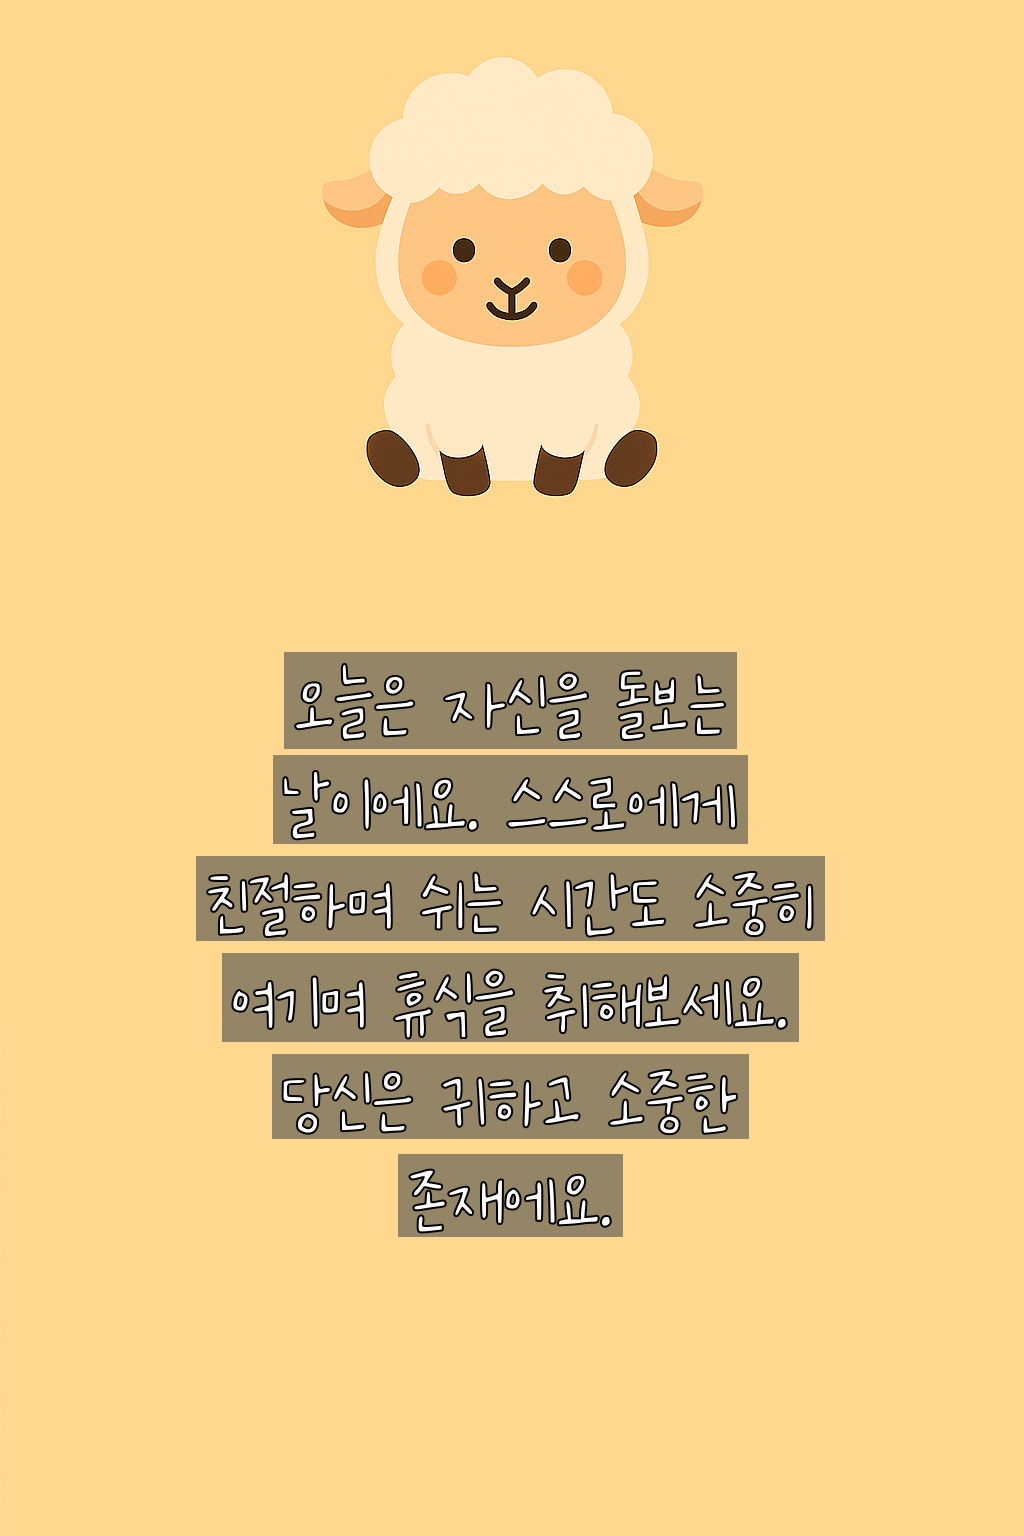 오늘은 자신을 돌보는
날이에요. 스스로에게
친절하며 쉬는 시간도 소중히
여기며 휴식을 취해보세요.
당신은 귀하고 소중한
존재에요.